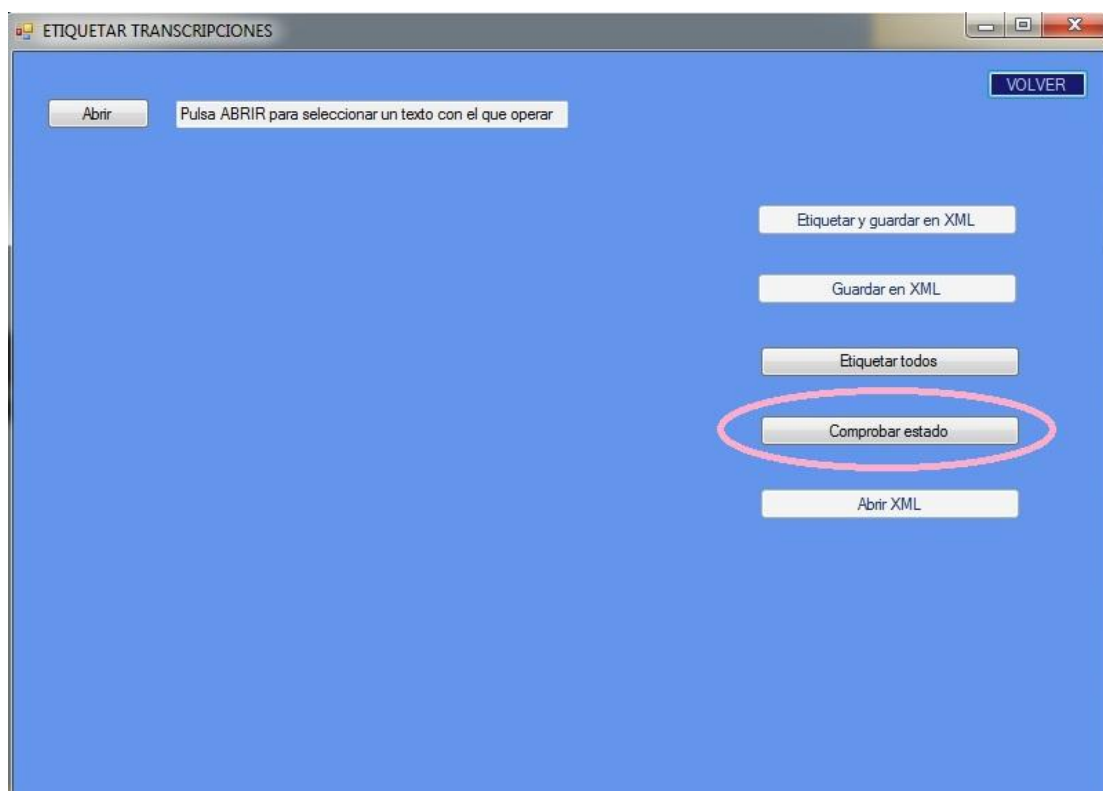 ETIQUETAR TRANSCRIPCIONES
VOLVER
Abrir
Pulsa ABRIR para seleccionar un texto con el que operar
Etiquetar y guardar en XML
Guardar en XML
Etiquetar todos
Comprobar estado
Abrir XML